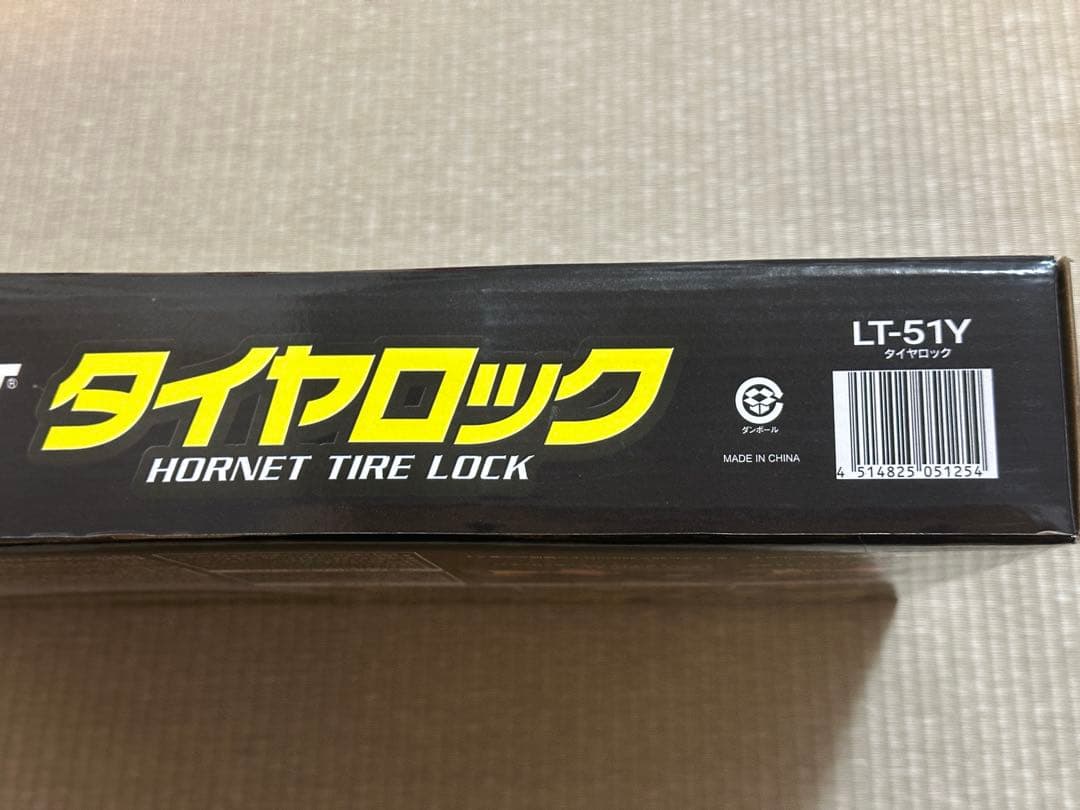 タイヤロック
HORNET TIRE LOCK
ダンボール
MADE IN CHINA
LT-51Y
タイヤロック
4 514825 051254